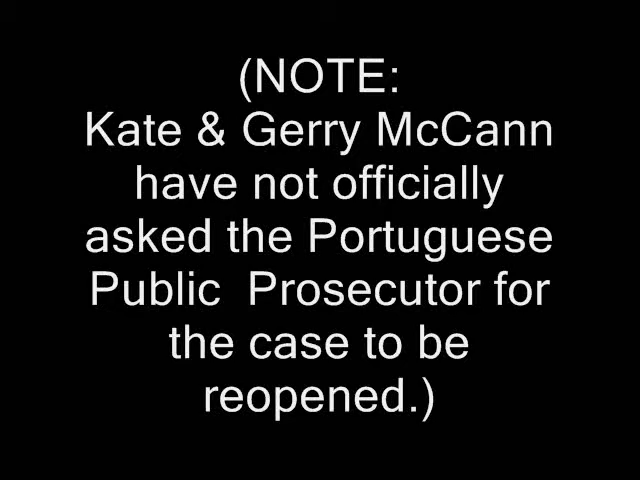 (NOTE:
Kate & Gerry McCann
have not officially
asked the Portuguese
Public  Prosecutor for
the case to be
reopened.)